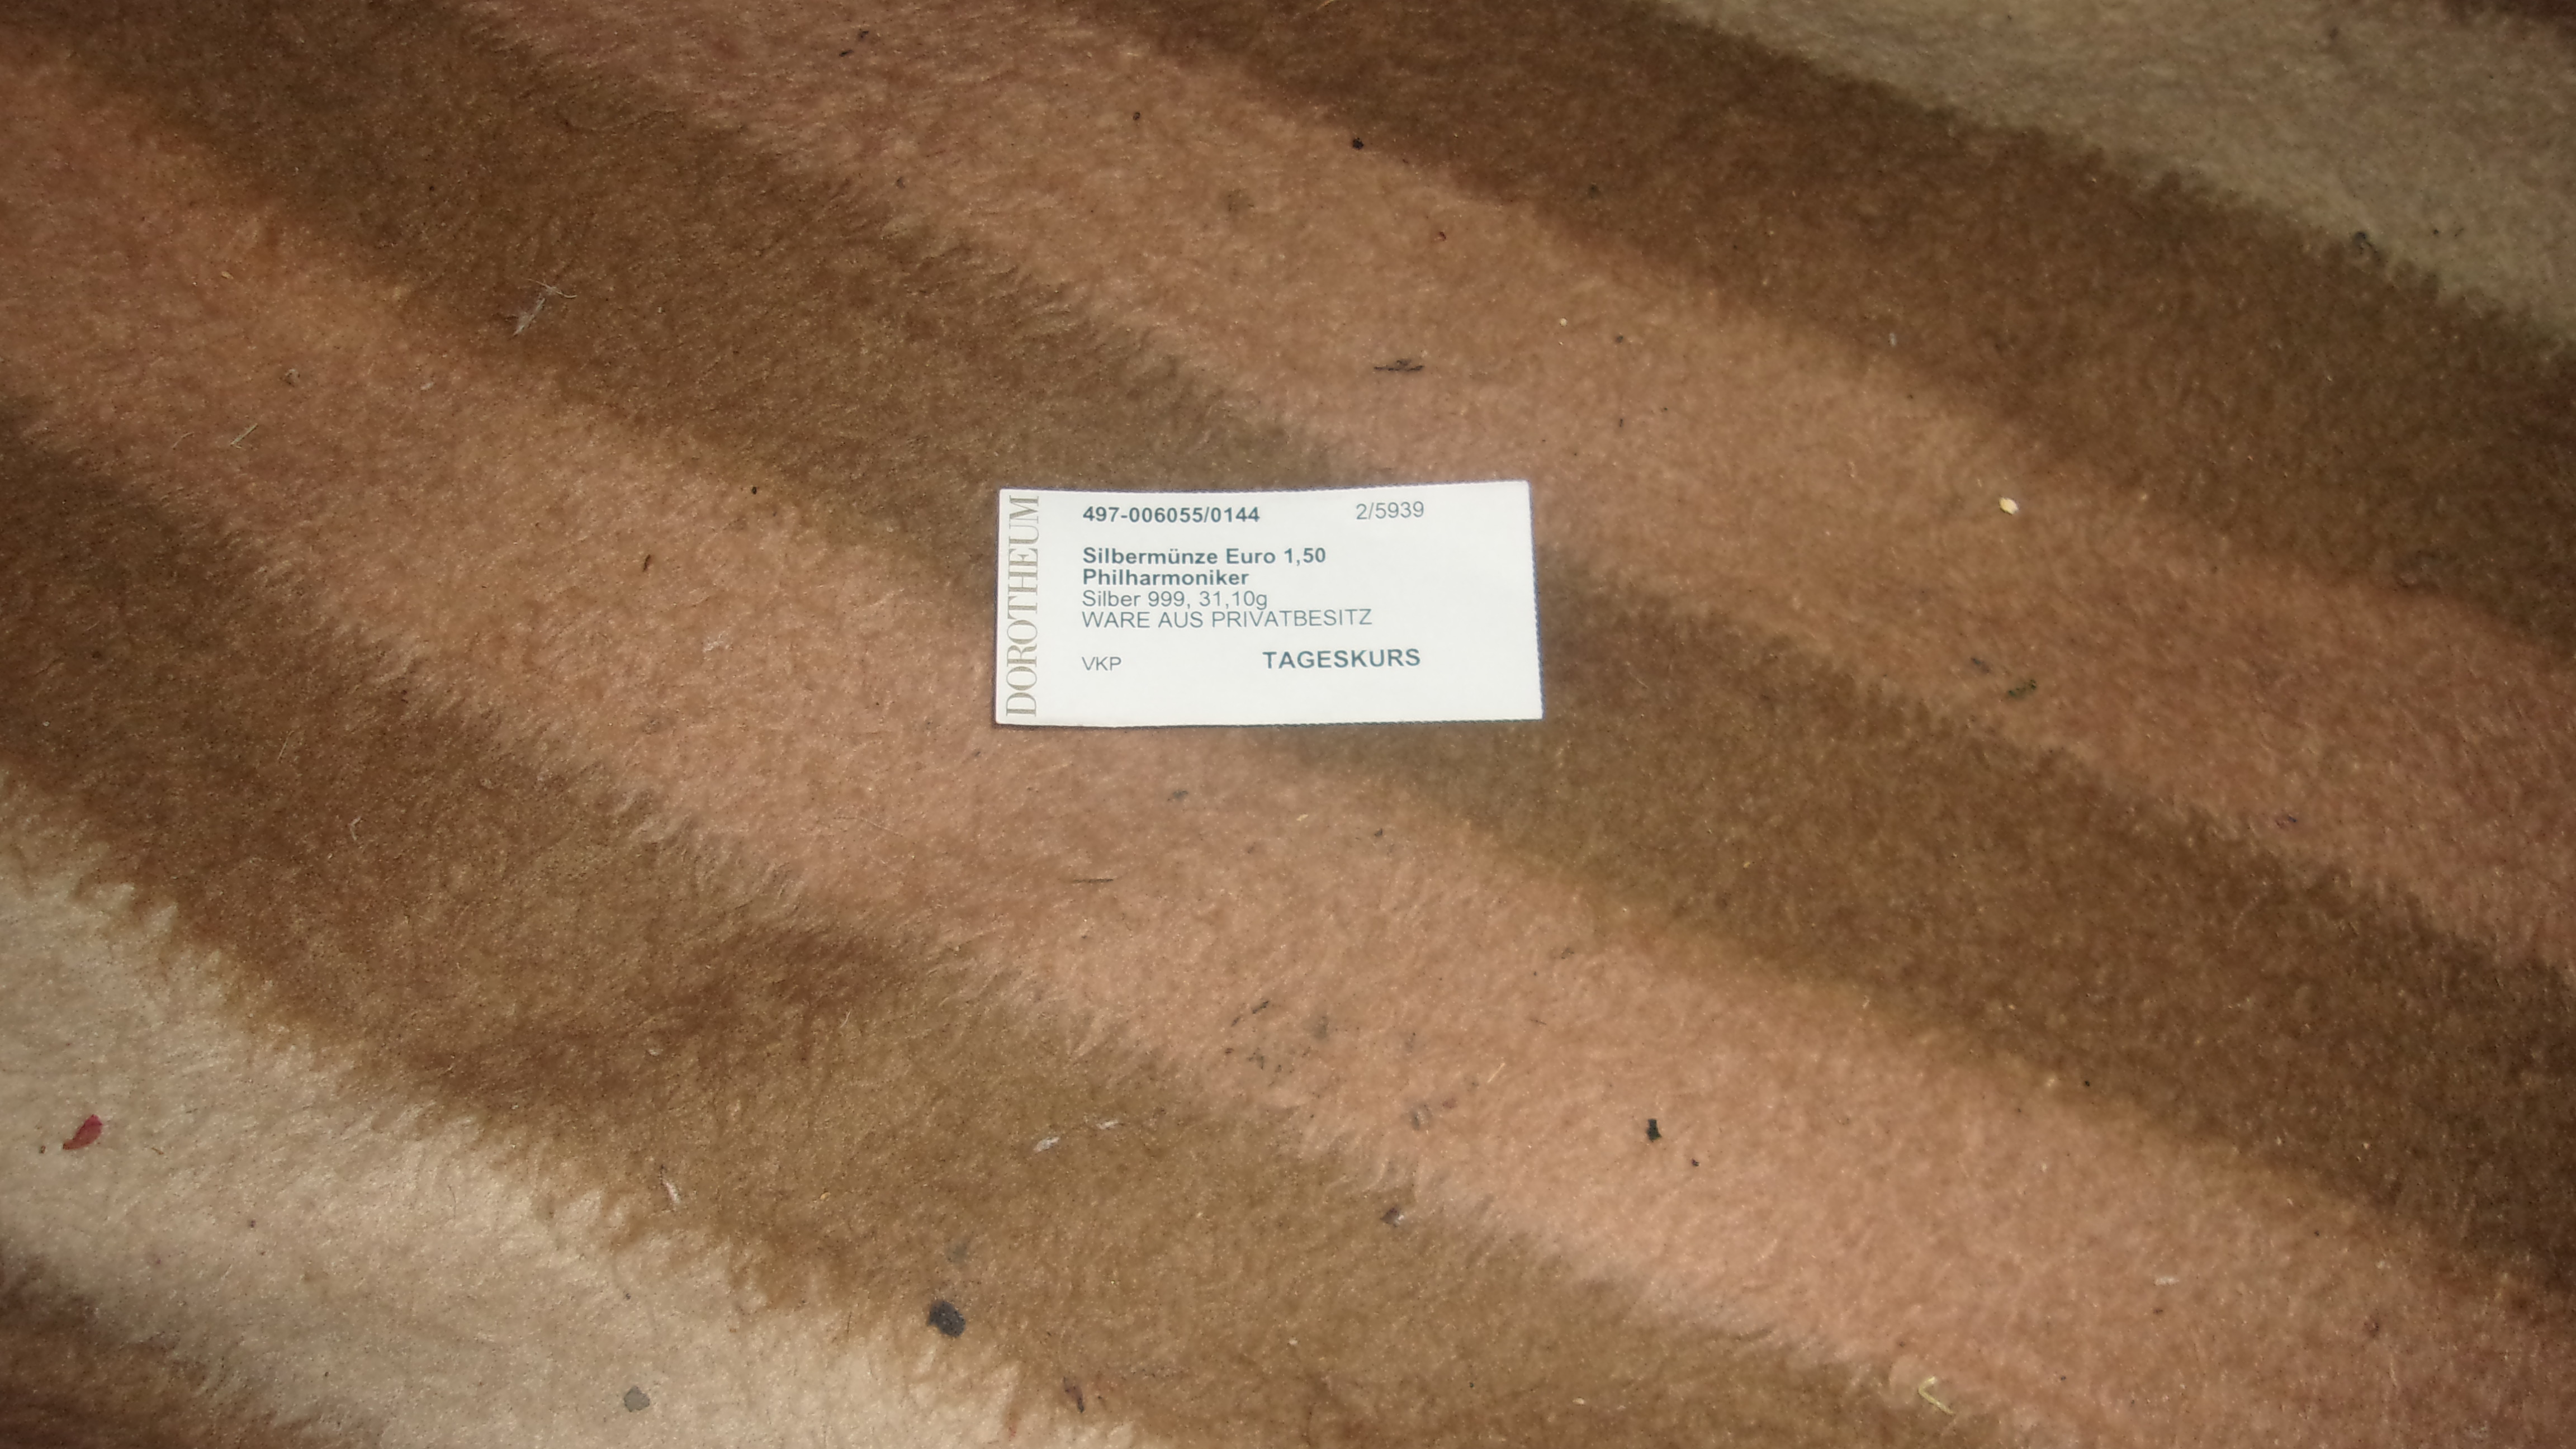 DOROTHEUM
497-006055/0144 2/5939
Silbermünze Euro 1,50
Philharmoniker
Silber 999, 31,10g
WARE AUS PRIVATBESITZ
VKP TAGESKURS